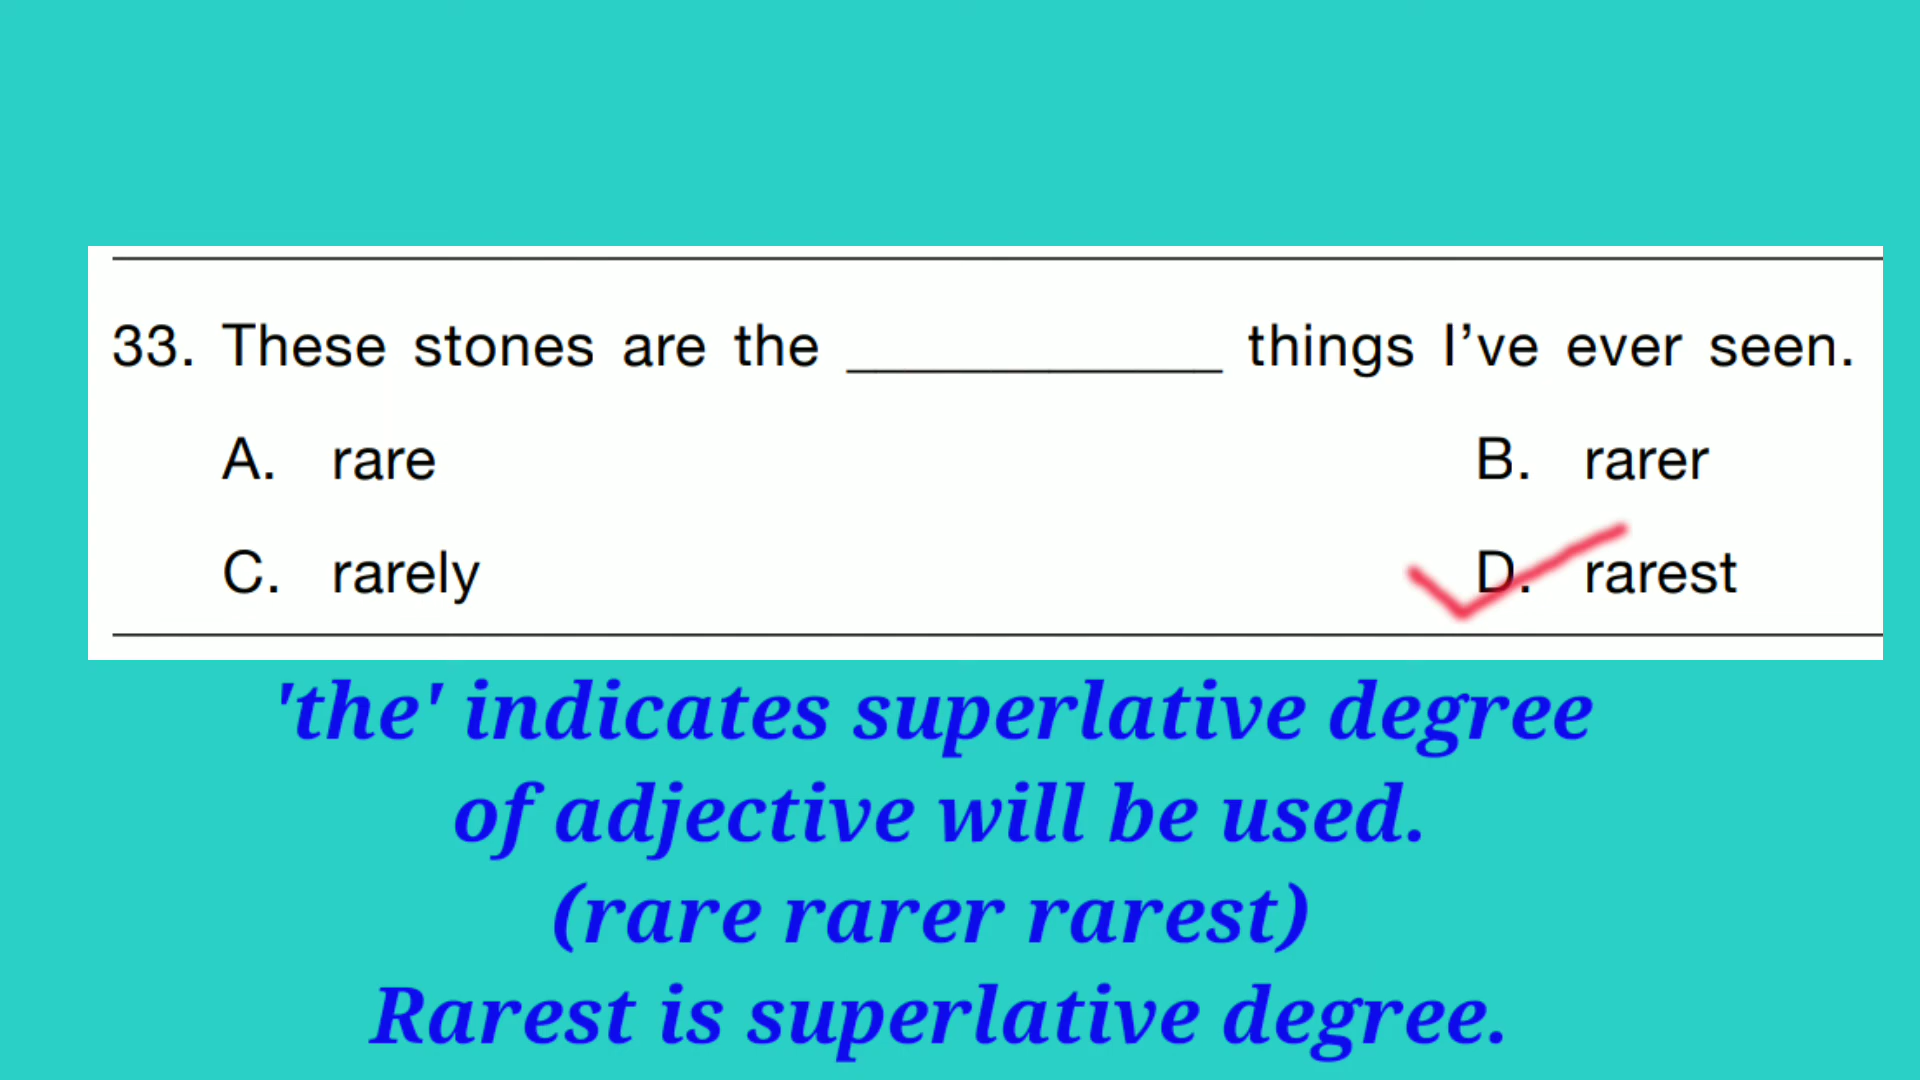 33. These stones are the _____________ things I’ve ever seen.
A. rare B. rarer
C. rarely D. rarest
'the' indicates superlative degree
of adjective will be used.
(rare rarer rarest)
Rarest is superlative degree.